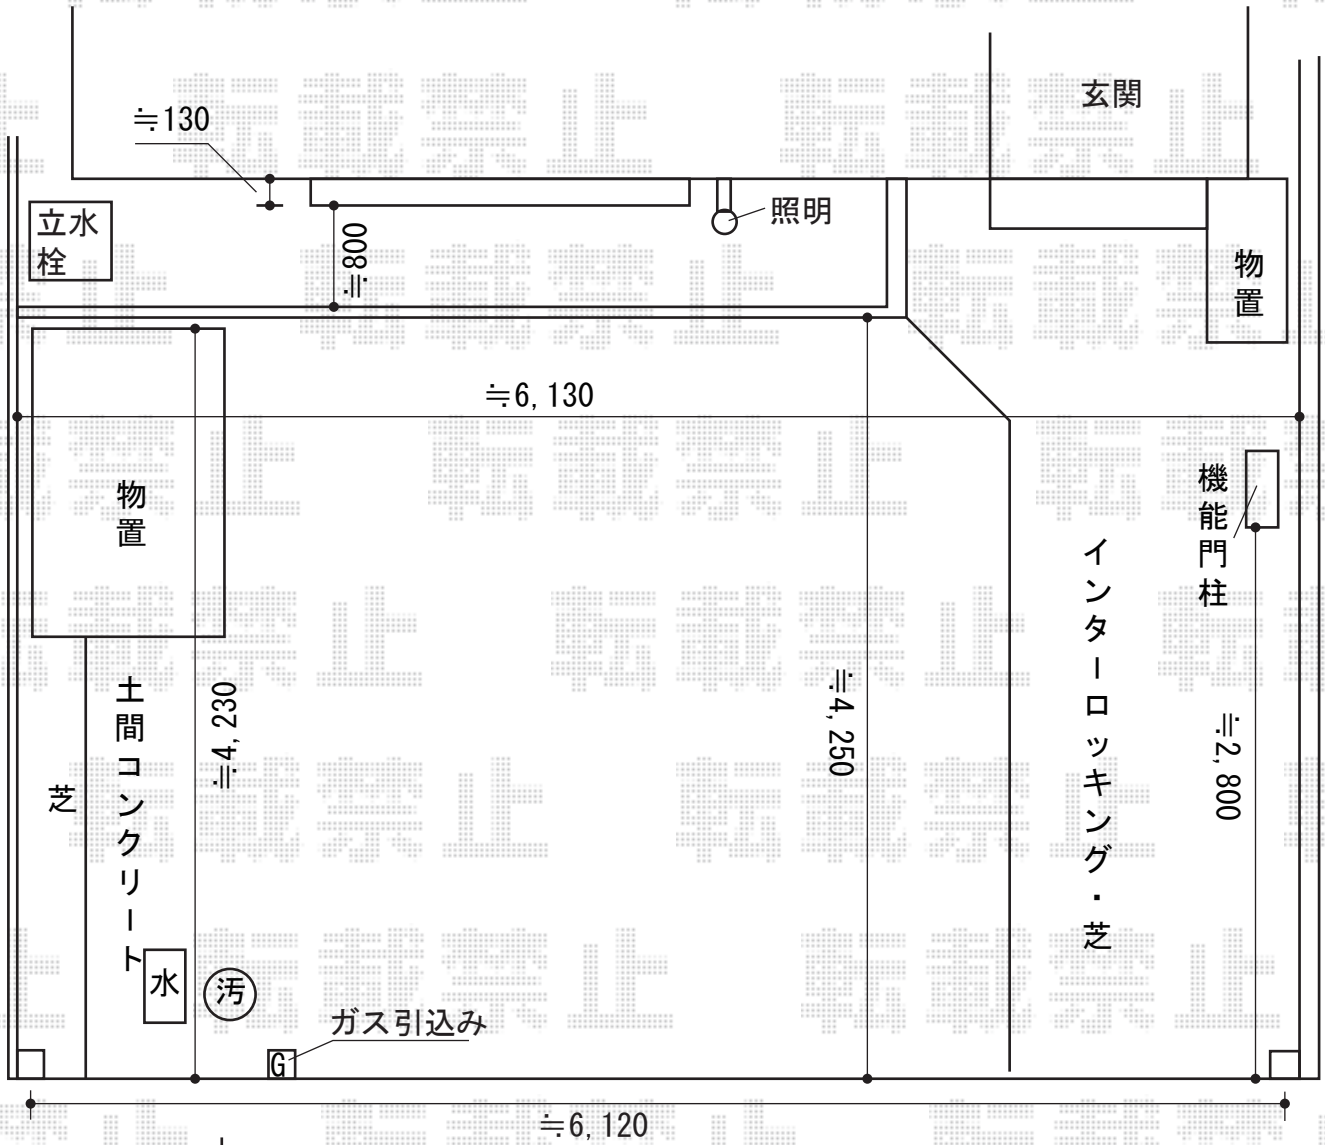 玄関
≒130
照明
立水
栓
≒800
物置
≒6,130
物置
機能門柱
インターロッキング・芝
土間コンクリート
≒4,230
≒4,250
≒2,800
芝
水
汚
ガス引込み
G
≒6,120
転載禁止